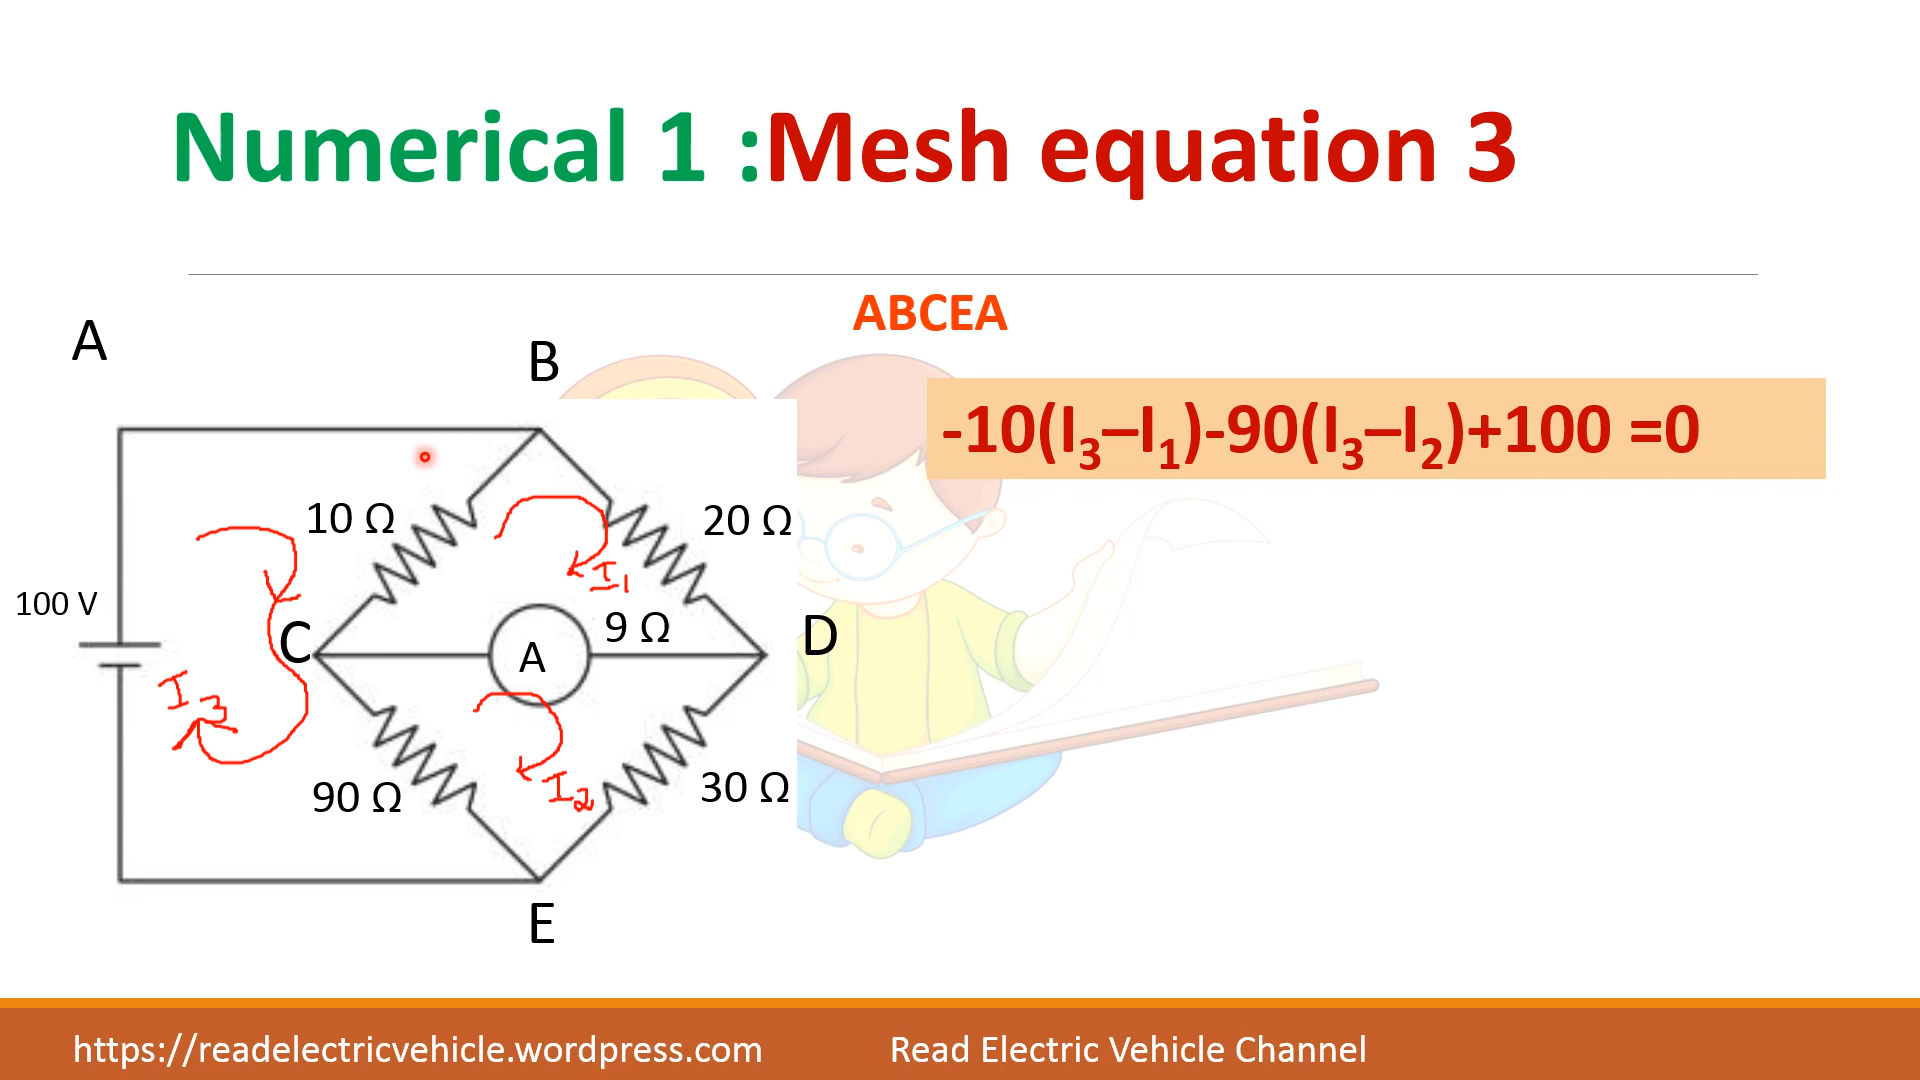 Numerical 1 :Mesh equation 3
ABCEA
-10(I₃–I₁)-90(I₃–I₂)+100 =0
A
B
10 Ω
20 Ω
I₁
100 V
C
A
9 Ω
D
I₃
90 Ω
I₂
30 Ω
E
https://readelectricvehicle.wordpress.com
Read Electric Vehicle Channel